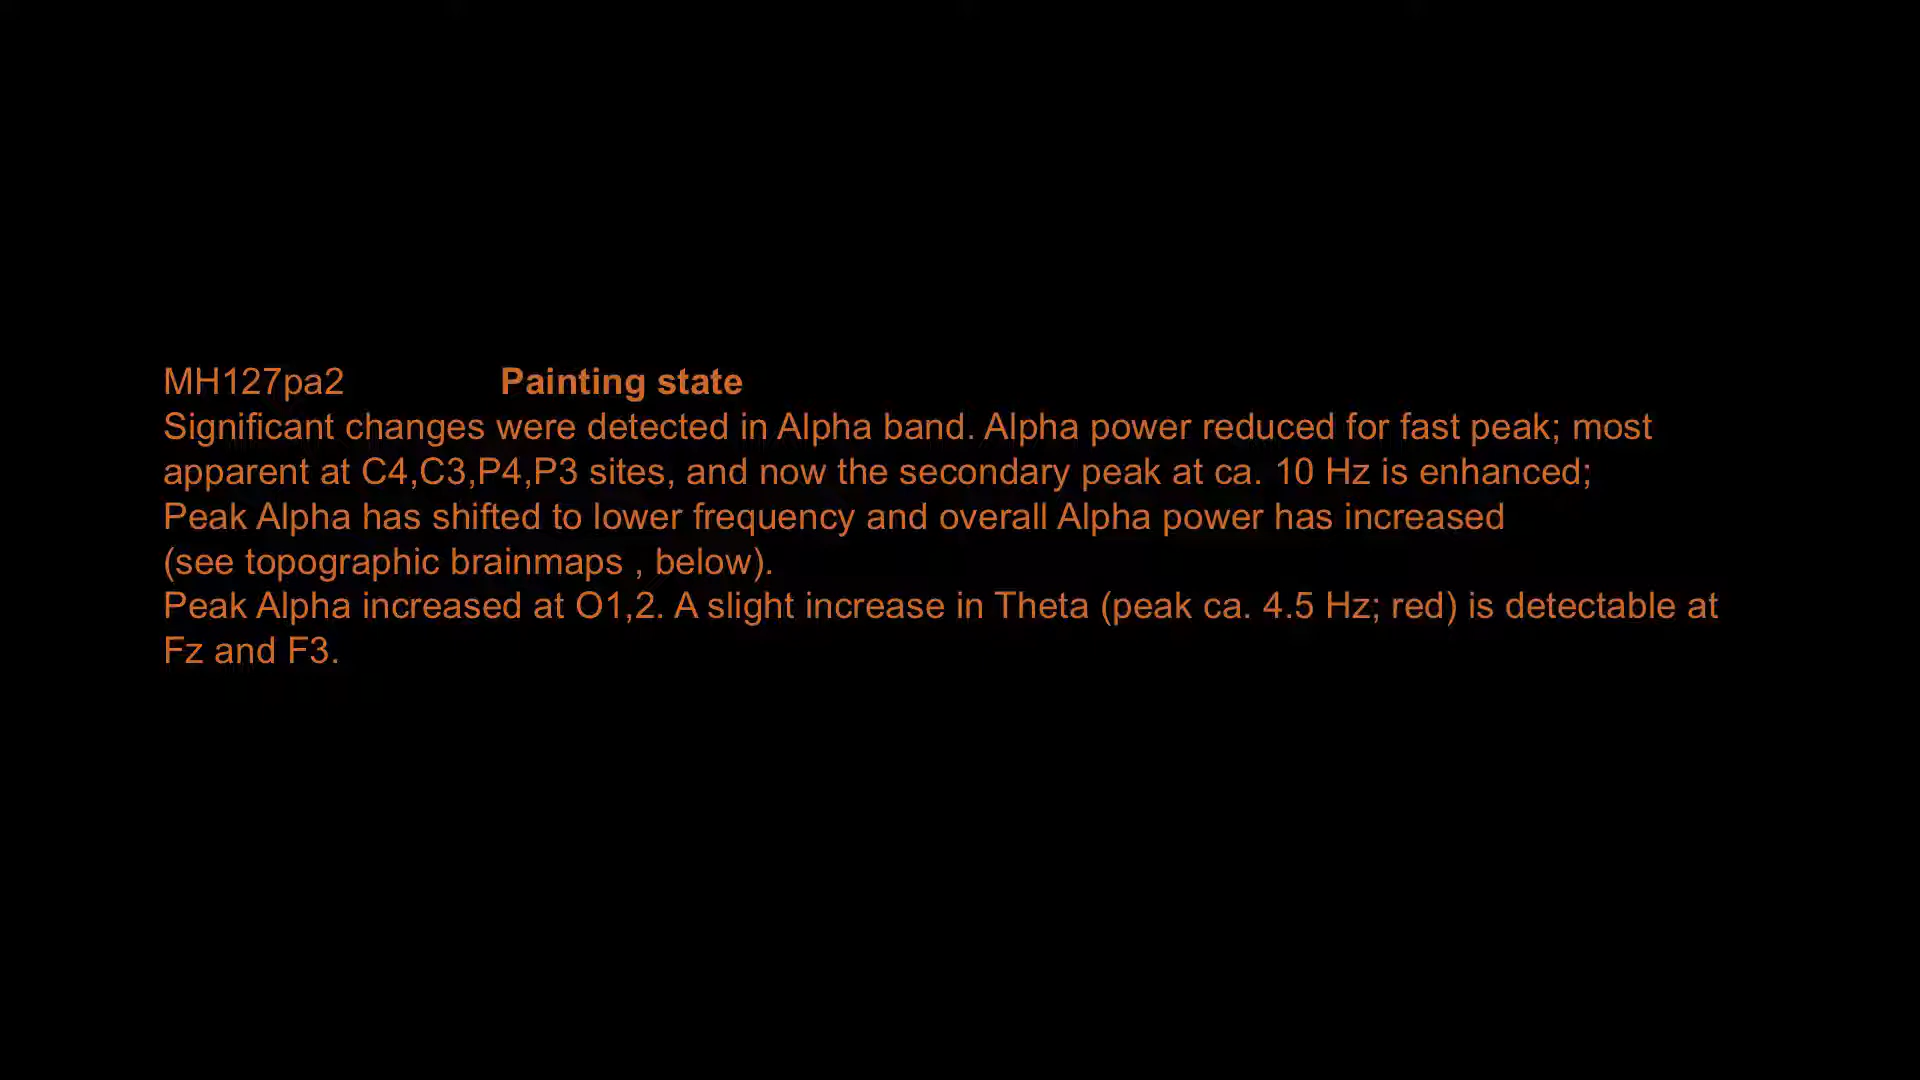 MH127pa2 Painting state
Significant changes were detected in Alpha band. Alpha power reduced for fast peak; most
apparent at C4,C3,P4,P3 sites, and now the secondary peak at ca. 10 Hz is enhanced;
Peak Alpha has shifted to lower frequency and overall Alpha power has increased
(see topographic brainmaps , below).
Peak Alpha increased at O1,2. A slight increase in Theta (peak ca. 4.5 Hz; red) is detectable at
Fz and F3.